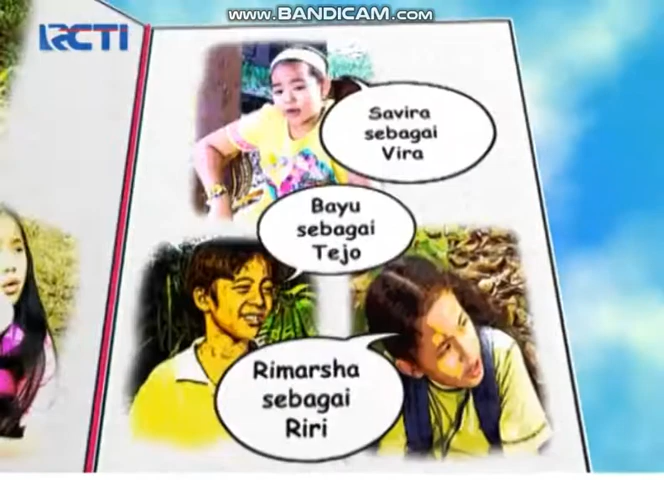 www.BANDICAM.com
RCTI
Savira
sebagai
Vira
Bayu
sebagai
Tejo
Rimarsha
sebagai
Riri